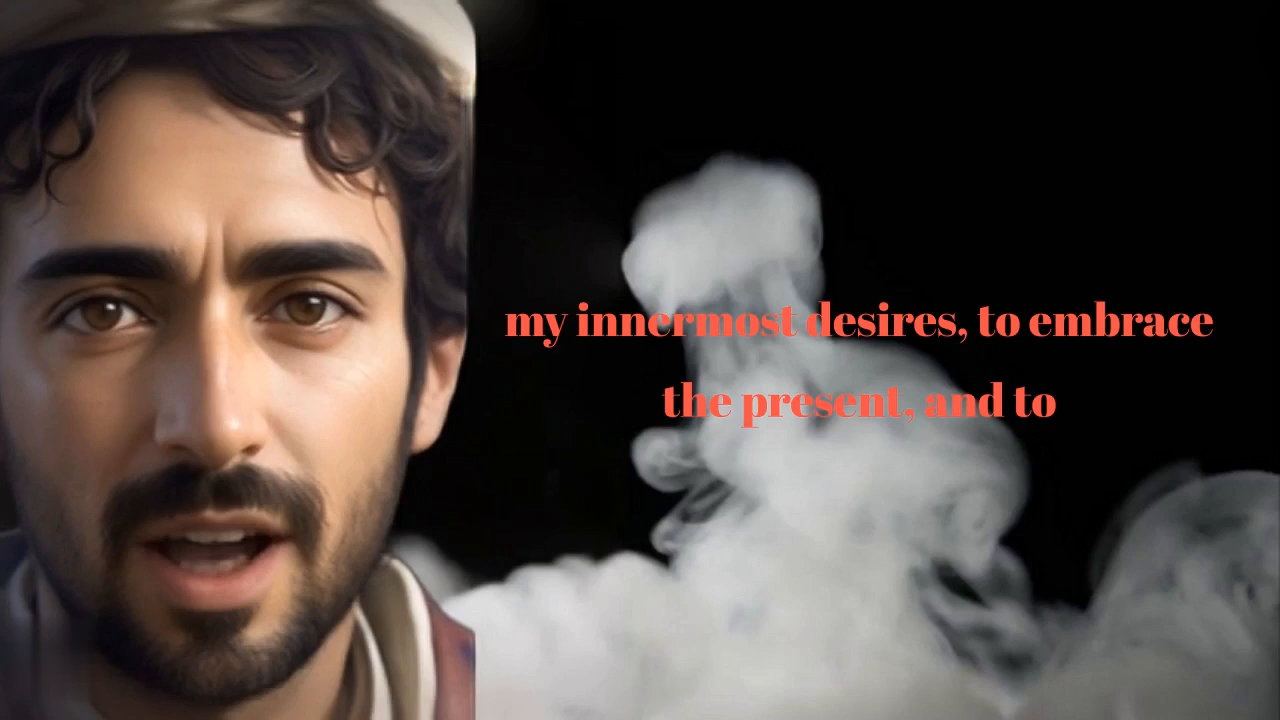 my innermost desires, to embrace
the present, and to